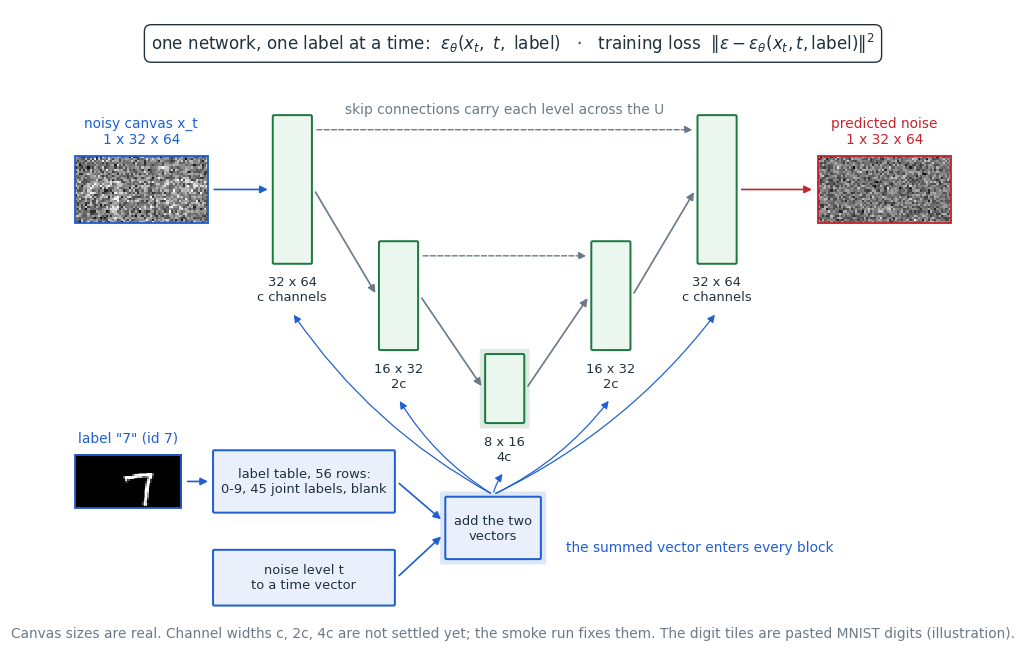 one network, one label at a time: ε_θ(x_t, t, label) · training loss ‖ε − ε_θ(x_t, t, label)‖²
skip connections carry each level across the U
noisy canvas x_t
1 x 32 x 64
predicted noise
1 x 32 x 64
32 x 64
c channels
32 x 64
c channels
16 x 32
2c
16 x 32
2c
8 x 16
4c
label "7" (id 7)
7
label table, 56 rows:
0-9, 45 joint labels, blank
add the two
vectors
the summed vector enters every block
noise level t
to a time vector
Canvas sizes are real. Channel widths c, 2c, 4c are not settled yet; the smoke run fixes them. The digit tiles are pasted MNIST digits (illustration).